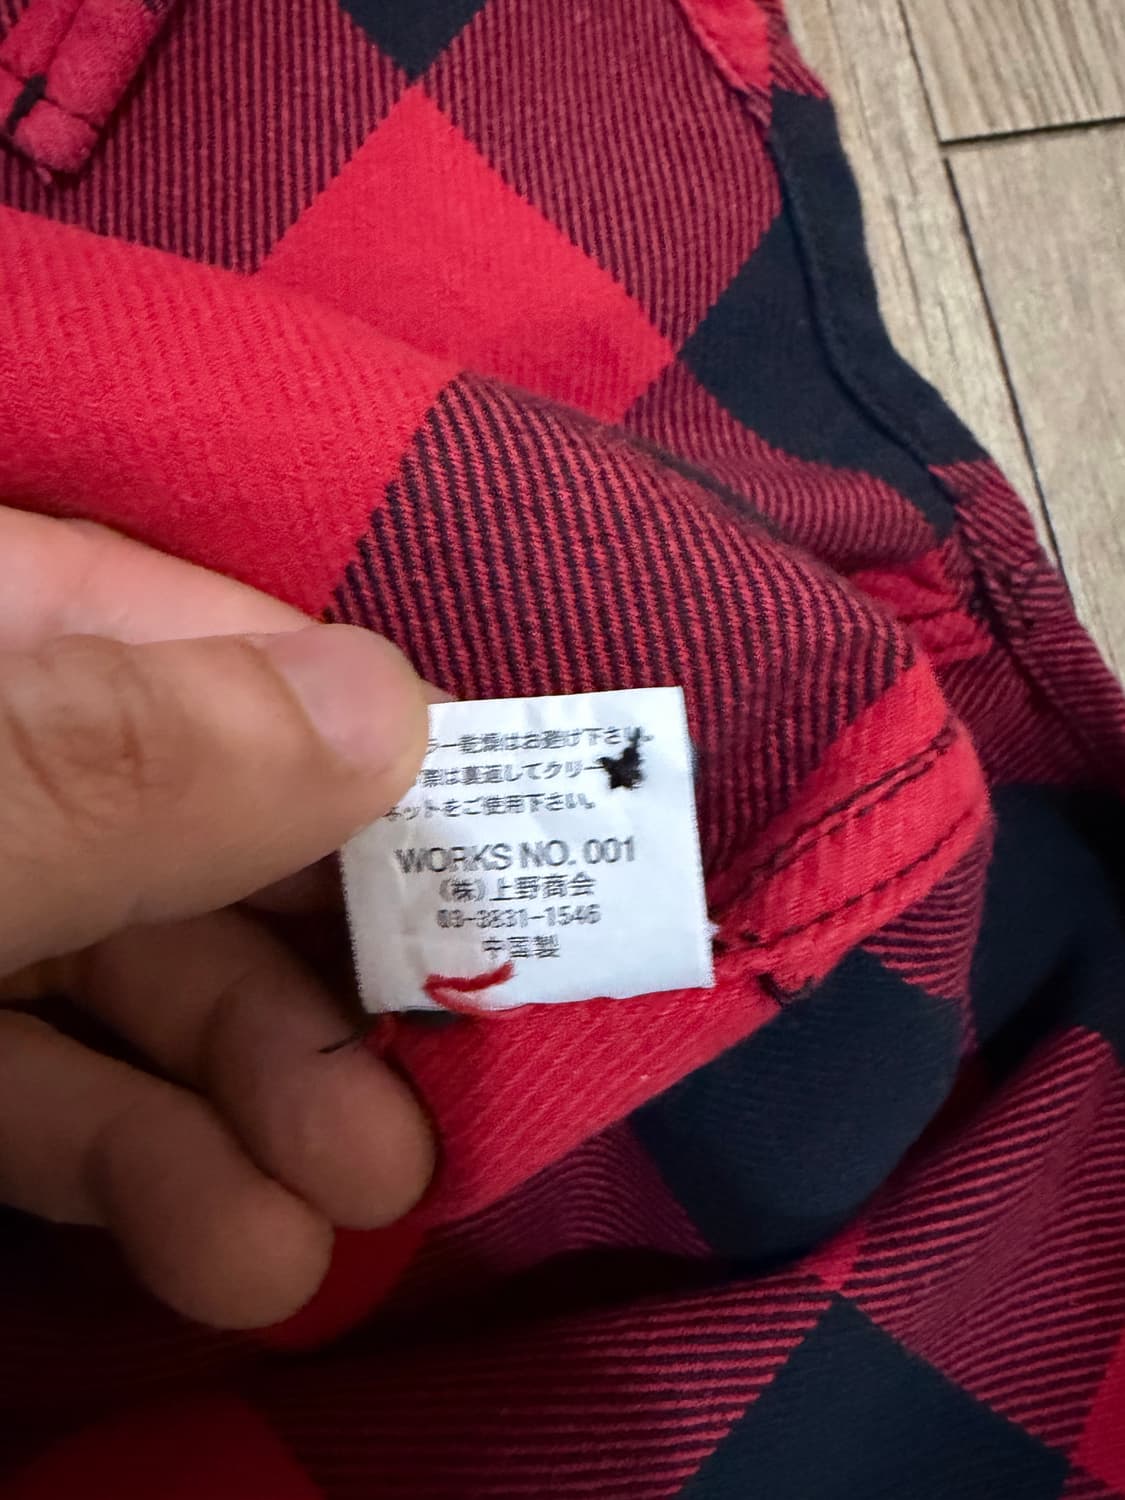 ラー乾燥はお避け下さい。
際は裏返してクリー
ネットをご使用下さい。
WORKS NO. 001
(株)上野商会
03-3831-1546
中国製